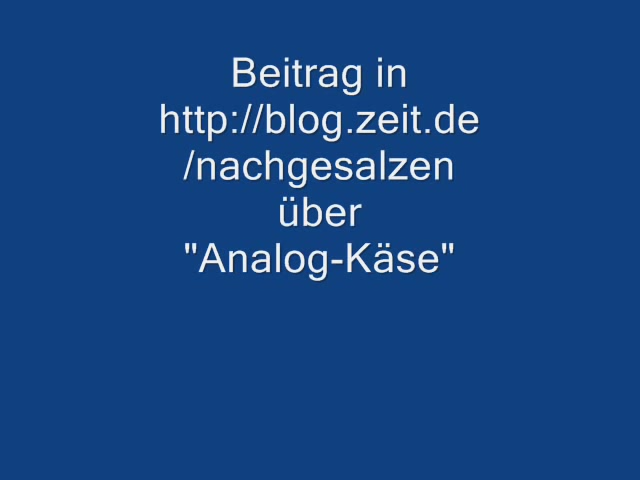 Beitrag in
http://blog.zeit.de
/nachgesalzen
über
"Analog-Käse"